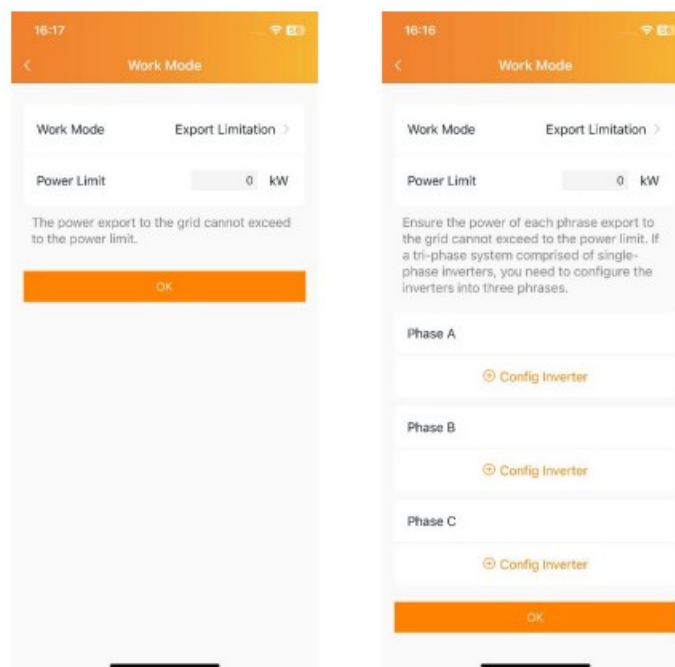 16:17
Work Mode
Work Mode Export Limitation
Power Limit 0 kW
The power export to the grid cannot exceed
to the power limit.
OK
16:16
Work Mode
Work Mode Export Limitation
Power Limit 0 kW
Ensure the power of each phrase export to
the grid cannot exceed to the power limit. If
a tri-phase system comprised of single-
phase inverters, you need to configure the
inverters into three phrases.
Phase A
Config Inverter
Phase B
Config Inverter
Phase C
Config Inverter
OK